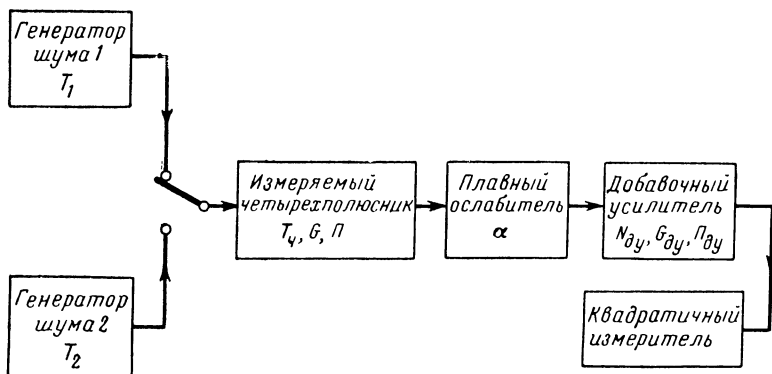 Генератор
шума 1
T₁
Измеряемый
четырехполюсник
Tч, G, П
Плавный
ослабитель
α
Добавочный
усилитель
Nду, Gду, Пду
Генератор
шума 2
T₂
Квадратичный
измеритель